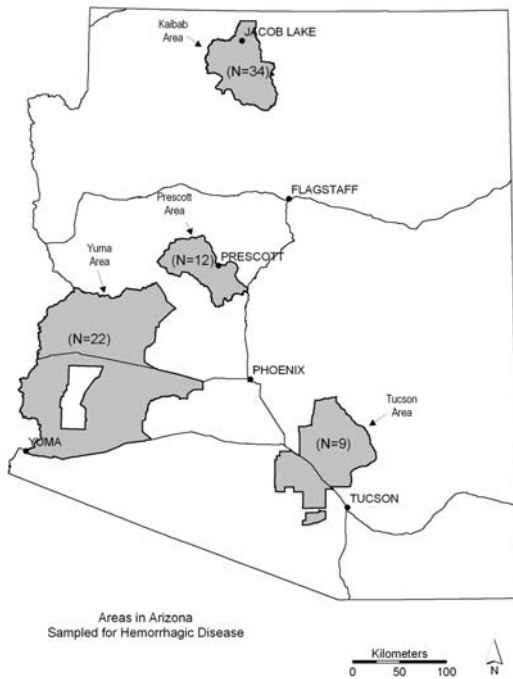 Kaibab
Area
JACOB LAKE
(N=34)
FLAGSTAFF
Prescott
Area
(N=12)
PRESCOTT
Yuma
Area
(N=22)
PHOENIX
Tucson
Area
(N=9)
YUMA
TUCSON
Areas in Arizona
Sampled for Hemorrhagic Disease
Kilometers
0 50 100
N